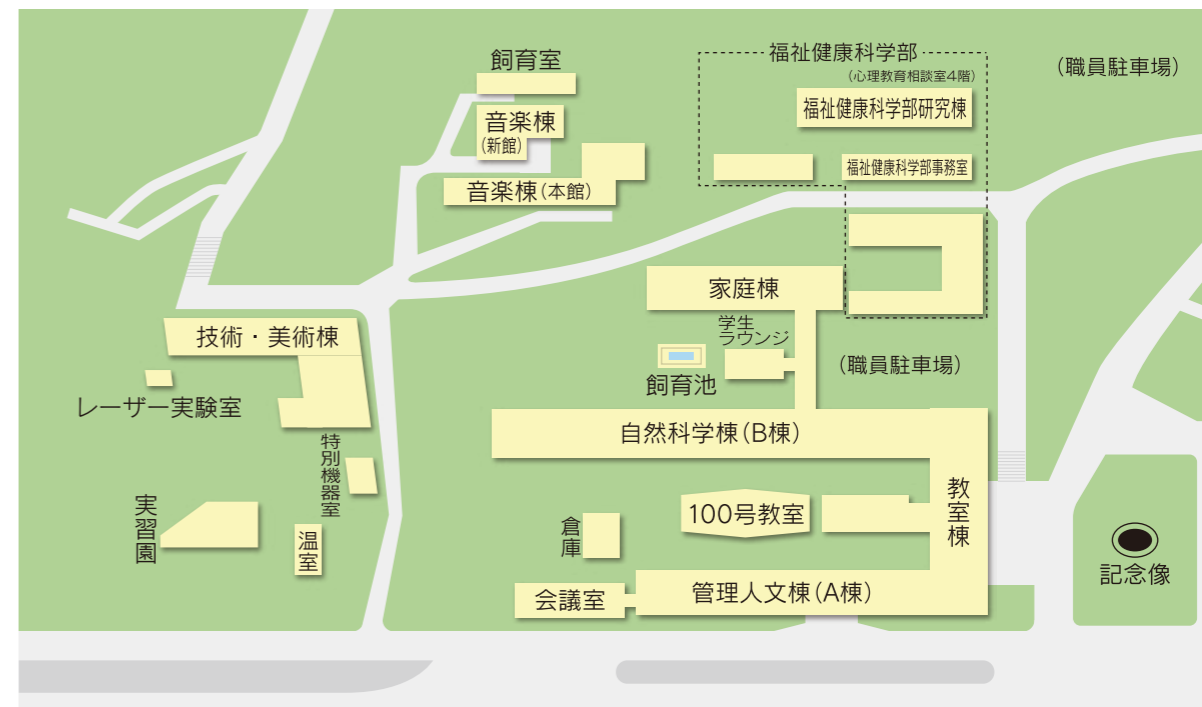 飼育室
福祉健康科学部
(心理教育相談室4階)
(職員駐車場)
福祉健康科学部研究棟
音楽棟
(新館)
福祉健康科学部事務室
音楽棟(本館)
家庭棟
学生
ラウンジ
技術・美術棟
(職員駐車場)
飼育池
レーザー実験室
自然科学棟(B棟)
特別機器室
教室棟
実習園
100号教室
倉庫
温室
記念像
会議室
管理人文棟(A棟)